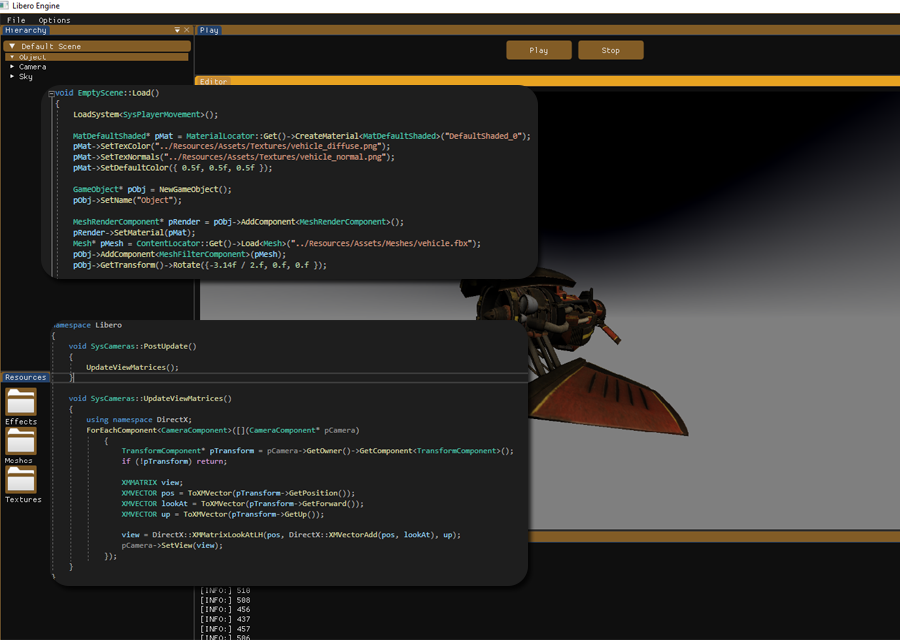 Libero Engine
File Options
Hierarchy
Play
Default Scene
Object
Camera
Sky
Play Stop
Editor
void EmptyScene::Load()
{
LoadSystem<SysPlayerMovement>();
MatDefaultShaded* pMat = MaterialLocator::Get()->CreateMaterial<MatDefaultShaded>("DefaultShaded_0");
pMat->SetTexColor("../Resources/Assets/Textures/vehicle_diffuse.png");
pMat->SetTexNormals("../Resources/Assets/Textures/vehicle_normal.png");
pMat->SetDefaultColor({ 0.5f, 0.5f, 0.5f });
GameObject* pObj = NewGameObject();
pObj->SetName("Object");
MeshRenderComponent* pRender = pObj->AddComponent<MeshRenderComponent>();
pRender->SetMaterial(pMat);
Mesh* pMesh = ContentLocator::Get()->Load<Mesh>("../Resources/Assets/Meshes/vehicle.fbx");
pObj->AddComponent<MeshFilterComponent>(pMesh);
pObj->GetTransform()->Rotate({-3.14f / 2.f, 0.f, 0.f });
namespace Libero
{
void SysCameras::PostUpdate()
{
UpdateViewMatrices();
}
void SysCameras::UpdateViewMatrices()
{
using namespace DirectX;
ForEachComponent<CameraComponent>([](CameraComponent* pCamera)
{
TransformComponent* pTransform = pCamera->GetOwner()->GetComponent<TransformComponent>();
if (!pTransform) return;
XMMATRIX view;
XMVECTOR pos = ToXMVector(pTransform->GetPosition());
XMVECTOR lookAt = ToXMVector(pTransform->GetForward());
XMVECTOR up = ToXMVector(pTransform->GetUp());
view = DirectX::XMMatrixLookAtLH(pos, DirectX::XMVectorAdd(pos, lookAt), up);
pCamera->SetView(view);
});
}
}
Resources
Effects
Meshes
Textures
[INFO:] 510
[INFO:] 508
[INFO:] 456
[INFO:] 437
[INFO:] 457
[INFO:] 506